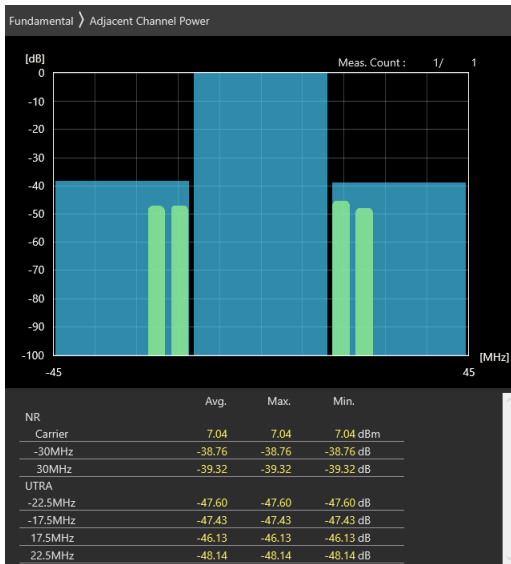 Fundamental 〉 Adjacent Channel Power
[dB]
Meas. Count : 1/ 1
0
-10
-20
-30
-40
-50
-60
-70
-80
-90
-100
[MHz]
-45 45
Avg. Max. Min.
NR
Carrier 7.04 7.04 7.04 dBm
-30MHz -38.76 -38.76 -38.76 dB
30MHz -39.32 -39.32 -39.32 dB
UTRA
-22.5MHz -47.60 -47.60 -47.60 dB
-17.5MHz -47.43 -47.43 -47.43 dB
17.5MHz -46.13 -46.13 -46.13 dB
22.5MHz -48.14 -48.14 -48.14 dB